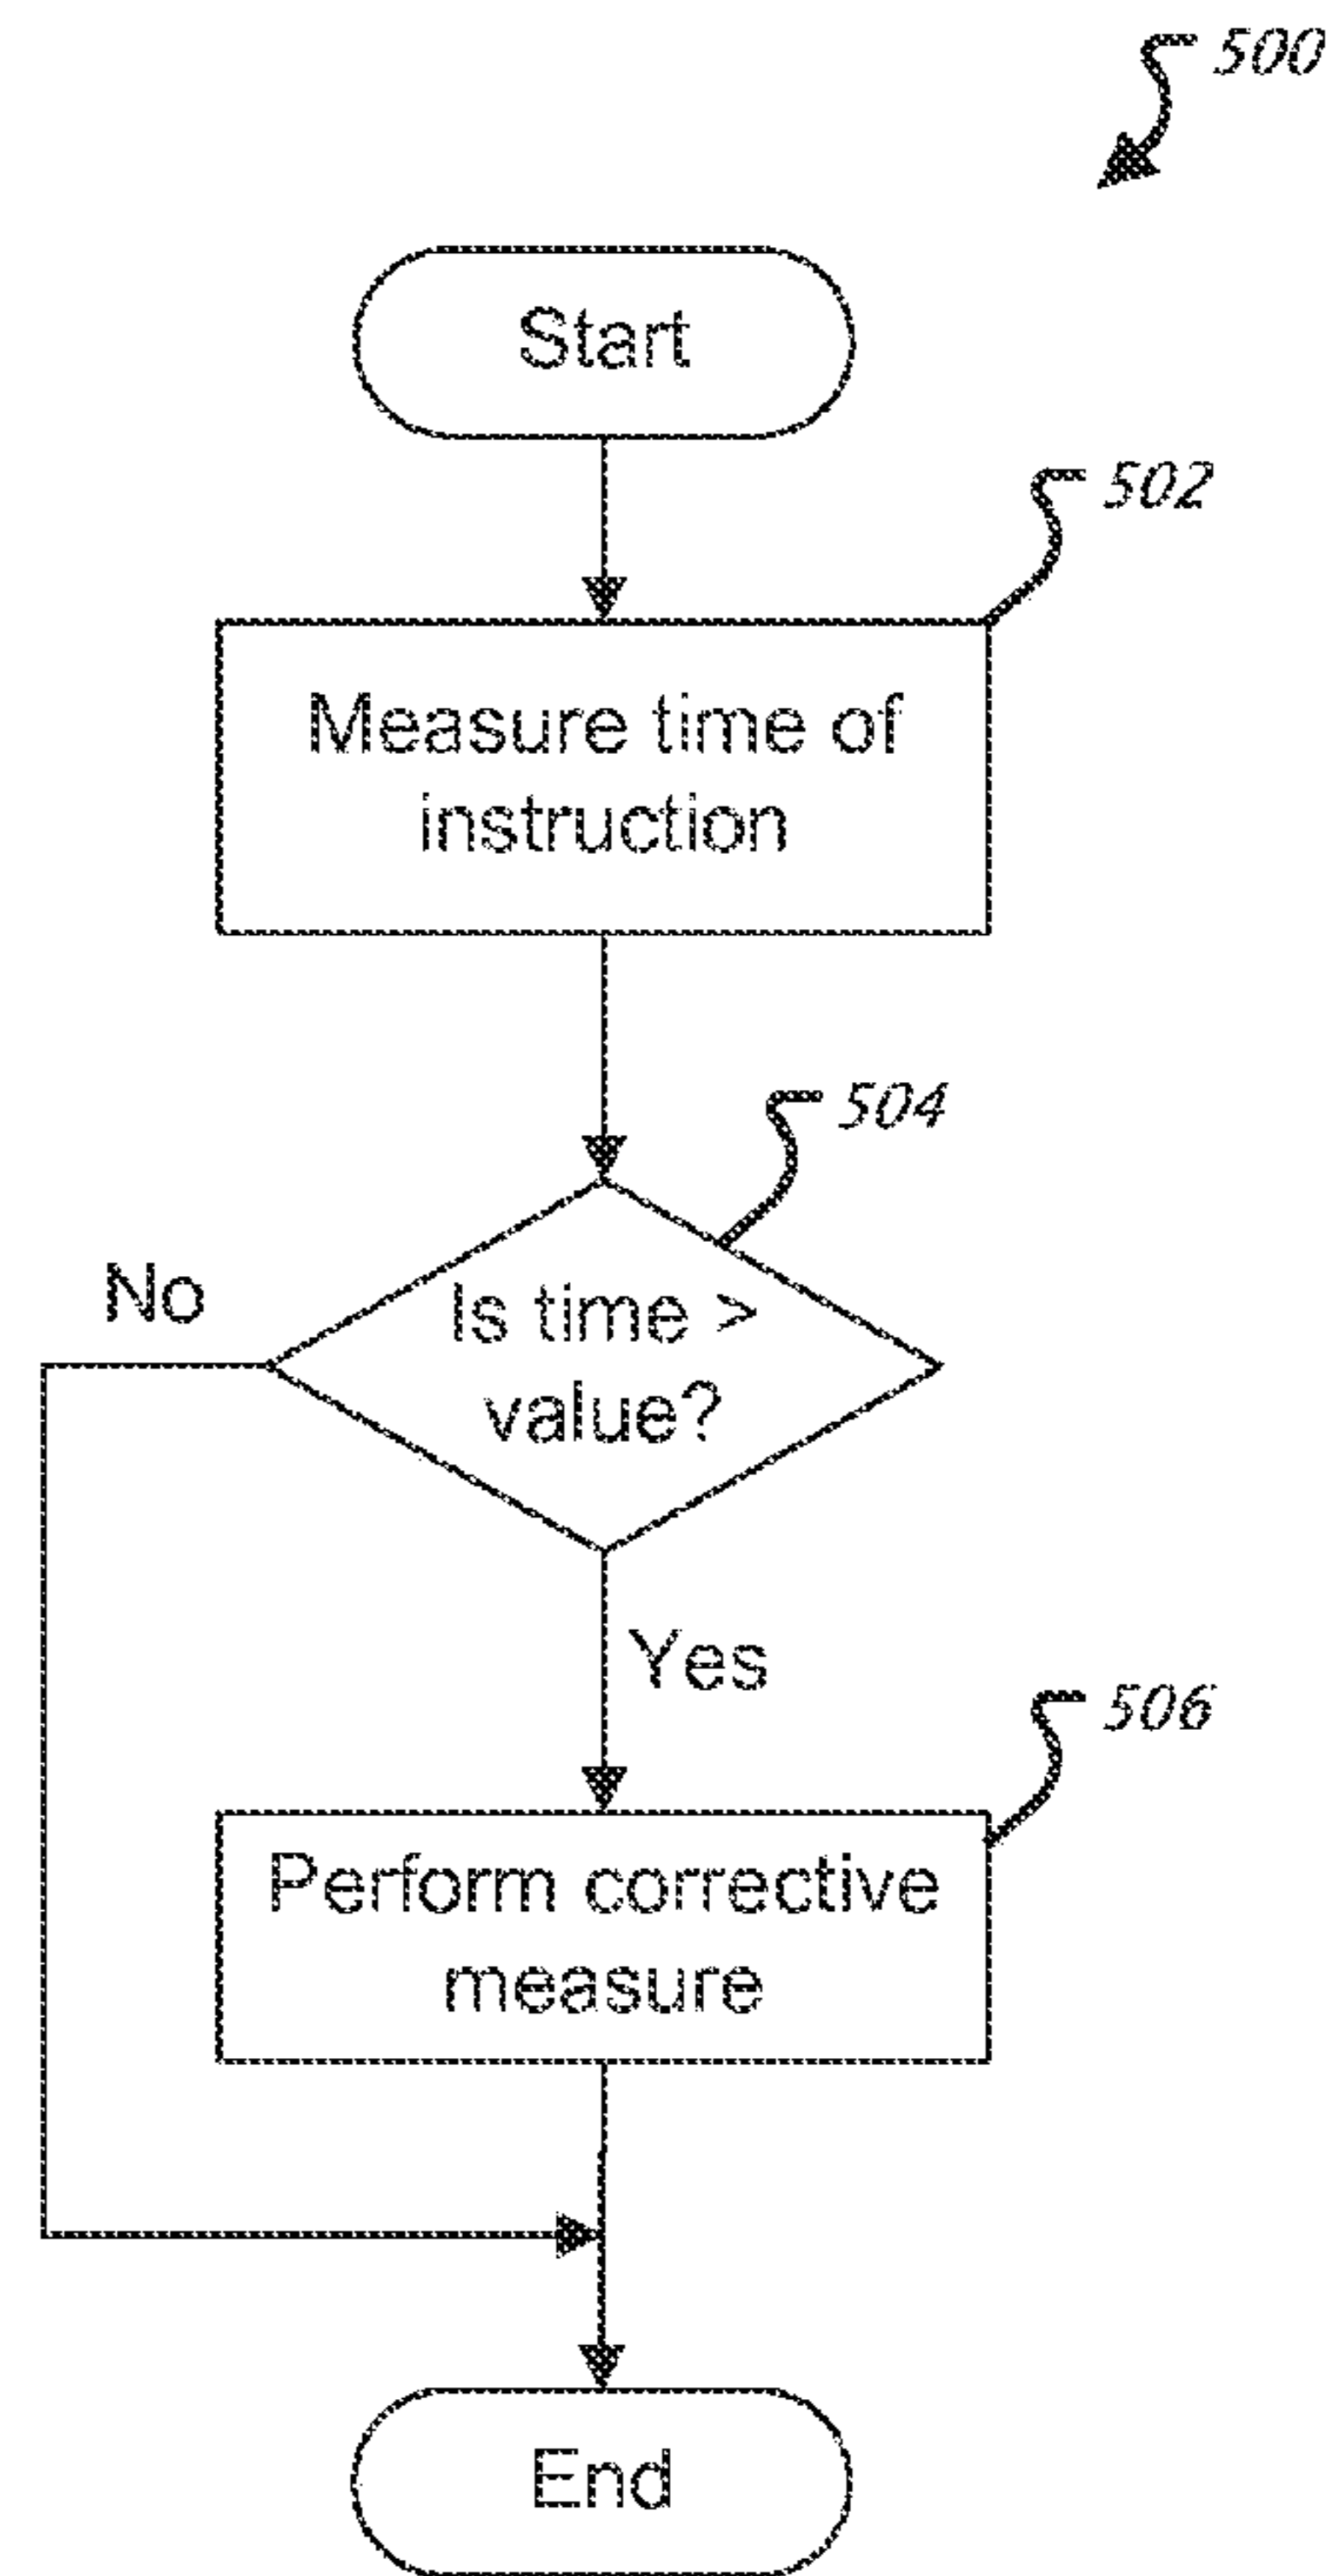 500
Start
502
Measure time of
instruction
504
No
Is time >
value?
Yes
506
Perform corrective
measure
End